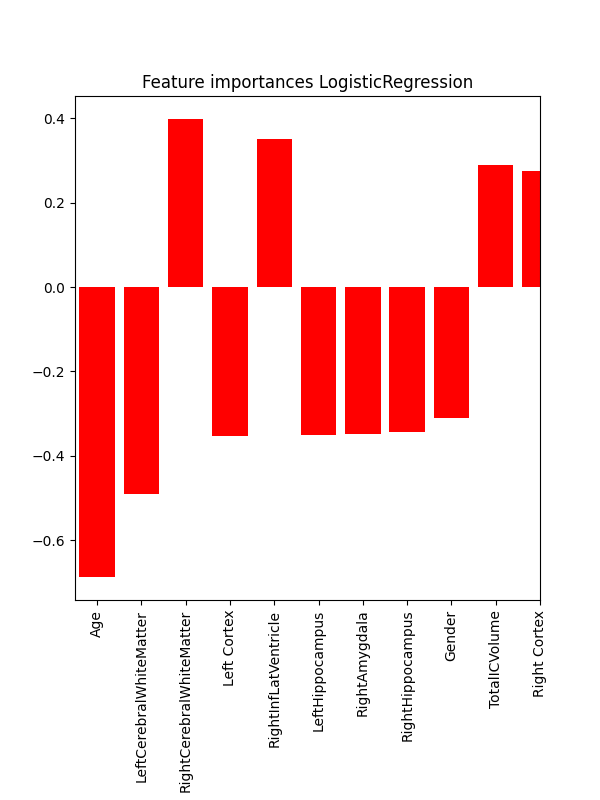 Feature importances LogisticRegression
0.4
0.2
0.0
−0.2
−0.4
−0.6
Age
LeftCerebralWhiteMatter
RightCerebralWhiteMatter
Left Cortex
RightInfLatVentricle
LeftHippocampus
RightAmygdala
RightHippocampus
Gender
TotalICVolume
Right Cortex